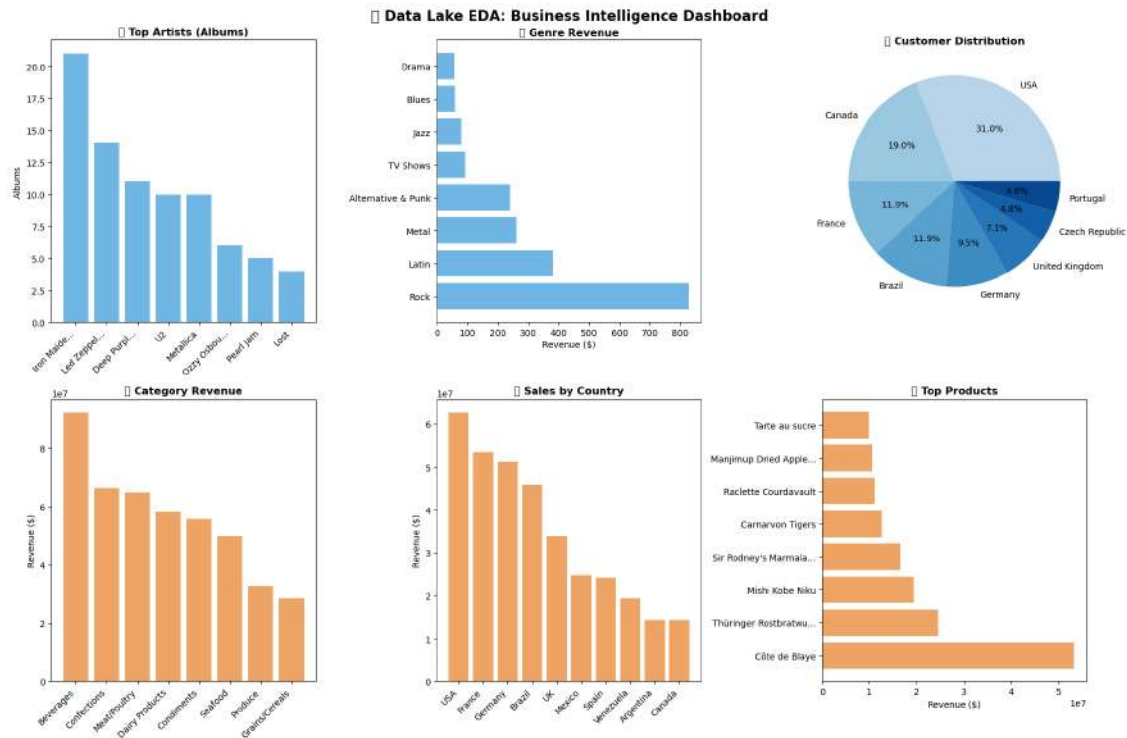 ▯ Data Lake EDA: Business Intelligence Dashboard
▯ Top Artists (Albums)
Albums
20.0
17.5
15.0
12.5
10.0
7.5
5.0
2.5
0.0
Iron Maide...
Led Zeppel...
Deep Purpl...
U2
Metallica
Ozzy Osbou...
Pearl Jam
Lost
▯ Genre Revenue
Drama
Blues
Jazz
TV Shows
Alternative & Punk
Metal
Latin
Rock
0 100 200 300 400 500 600 700 800
Revenue ($)
▯ Customer Distribution
USA
31.0%
Canada
19.0%
France
11.9%
Brazil
11.9%
Germany
9.5%
United Kingdom
7.1%
Czech Republic
4.8%
Portugal
4.8%
▯ Category Revenue
Revenue ($)
8
6
4
2
0
1e7
Beverages
Confections
Meat/Poultry
Dairy Products
Condiments
Seafood
Produce
Grains/Cereals
▯ Sales by Country
1e7
Revenue ($)
6
5
4
3
2
1
0
USA
France
Germany
Brazil
UK
Mexico
Spain
Venezuela
Argentina
Canada
▯ Top Products
Tarte au sucre
Manjimup Dried Apple...
Raclette Courdavault
Carnarvon Tigers
Sir Rodney's Marmala...
Mishi Kobe Niku
Thüringer Rostbratwu...
Côte de Blaye
0 1 2 3 4 5
1e7
Revenue ($)